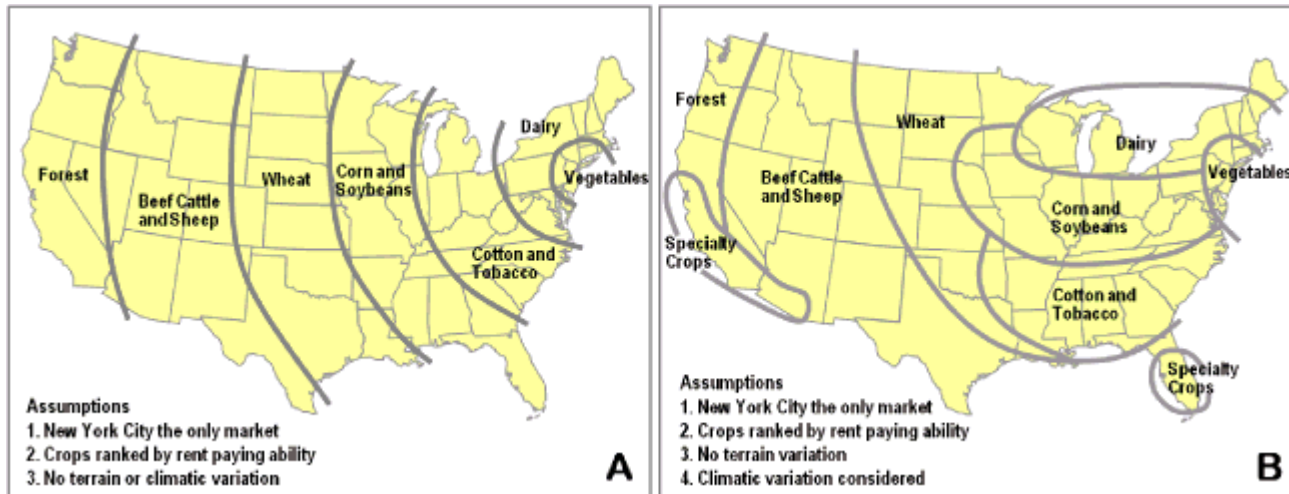 Forest
Beef Cattle
and Sheep
Wheat
Corn and
Soybeans
Dairy
Vegetables
Cotton and
Tobacco
Assumptions
1. New York City the only market
2. Crops ranked by rent paying ability
3. No terrain or climatic variation
A
Forest
Wheat
Dairy
Vegetables
Beef Cattle
and Sheep
Corn and
Soybeans
Specialty
Crops
Cotton and
Tobacco
Specialty
Crops
Assumptions
1. New York City the only market
2. Crops ranked by rent paying ability
3. No terrain variation
4. Climatic variation considered
B